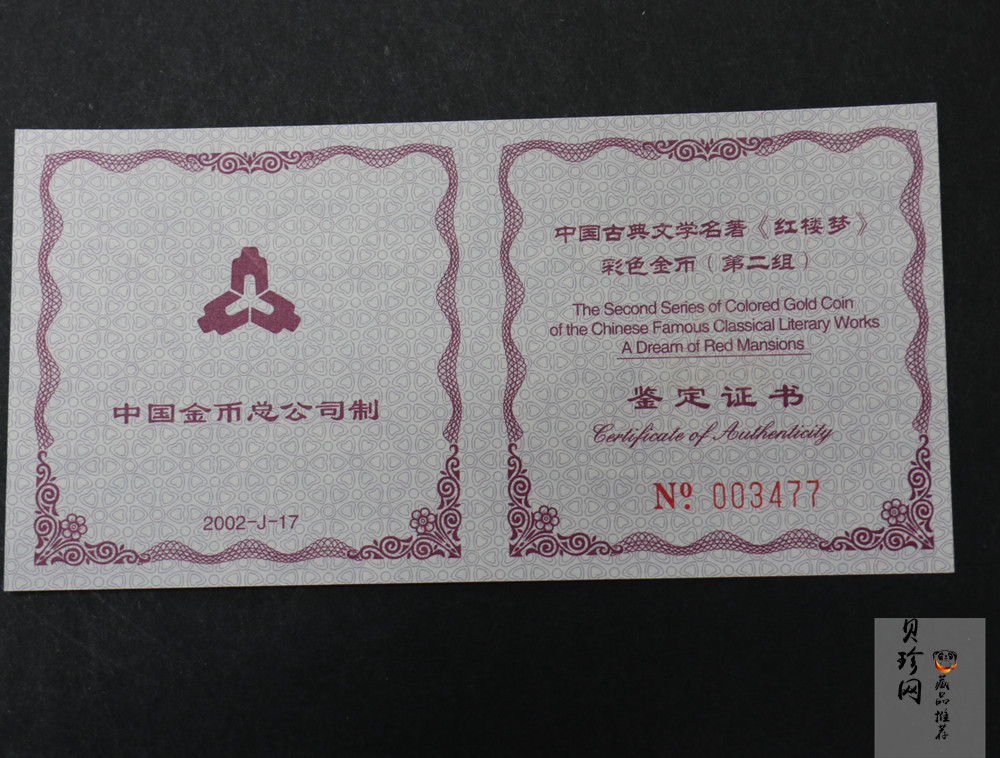 中国金币总公司制
2002-J-17
中国古典文学名著《红楼梦》
彩色金币（第二组）
The Second Series of Colored Gold Coin
of the Chinese Famous Classical Literary Works
A Dream of Red Mansions
鉴定证书
Certificate of Authenticity
Nº. 003477
贝珍网
藏品推荐